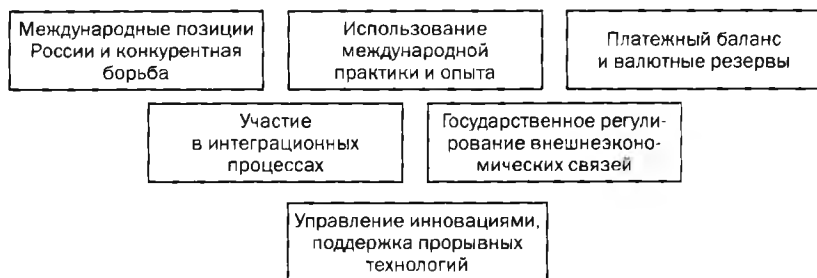 Международные позиции
России и конкурентная
борьба
Использование
международной
практики и опыта
Платежный баланс
и валютные резервы
Участие
в интеграционных
процессах
Государственное регули-
рование внешнеэконо-
мических связей
Управление инновациями,
поддержка прорывных
технологий